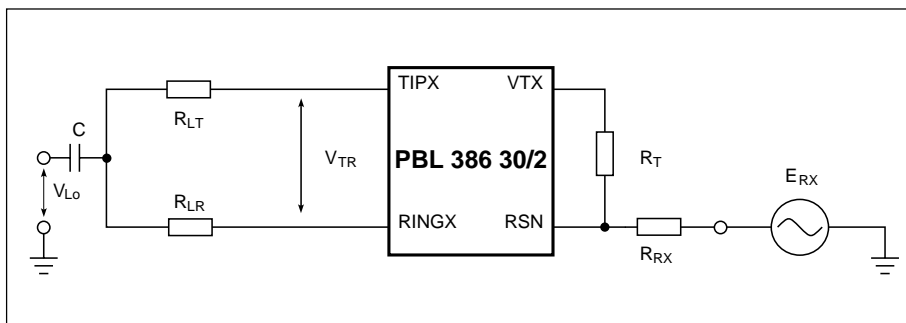 TIPX
VTX
C
R_LT
E_RX
V_TR
PBL 386 30/2
R_T
V_Lo
R_LR
RINGX
RSN
R_RX